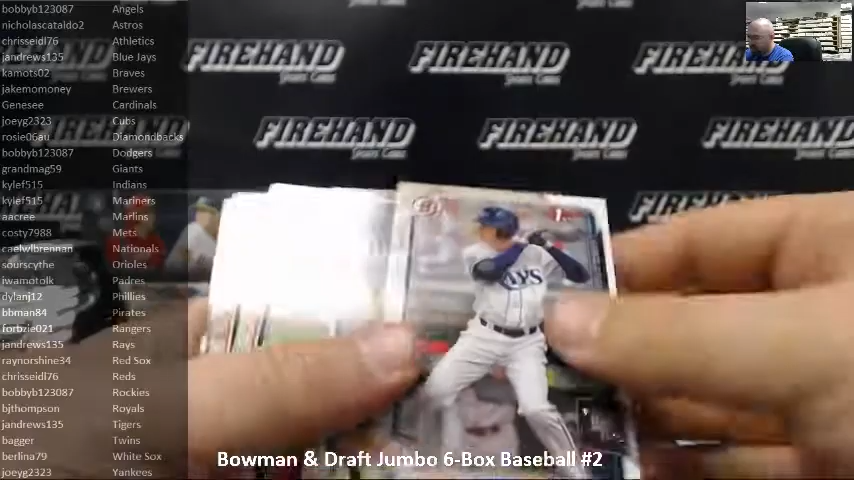 bobbyb123087 Angels
nicholascataldo2 Astros
chrisseidl76 Athletics
jandrews135 Blue Jays
kamots02 Braves
jakemomoney Brewers
Genesee Cardinals
joeyg2323 Cubs
rosie06au Diamondbacks
bobbyb123087 Dodgers
grandmag59 Giants
kylef515 Indians
kylef515 Mariners
aacree Marlins
costy7988 Mets
caelwlbrennan Nationals
sourscythe Orioles
iwamotolk Padres
dylanj12 Phillies
bbman84 Pirates
forbzie021 Rangers
jandrews135 Rays
raynorshine34 Red Sox
chrisseidl76 Reds
bobbyb123087 Rockies
bjthompson Royals
jandrews135 Tigers
bagger Twins
berlina79 White Sox
joeyg2323 Yankees
FIREHAND FIREHAND FIREHAND
FIREHAND FIREHAND FIREHAND
RAYS
Bowman & Draft Jumbo 6-Box Baseball #2